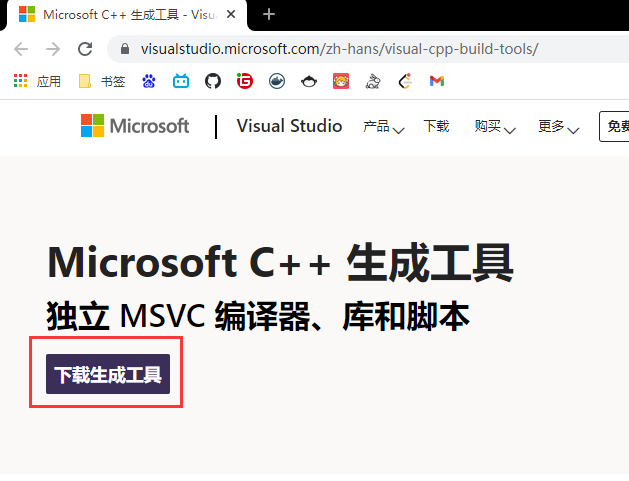 Microsoft C++ 生成工具 - Visu
visualstudio.microsoft.com/zh-hans/visual-cpp-build-tools/
应用 书签
Microsoft Visual Studio 产品 下载 购买 更多 免费
Microsoft C++ 生成工具
独立 MSVC 编译器、库和脚本
下载生成工具